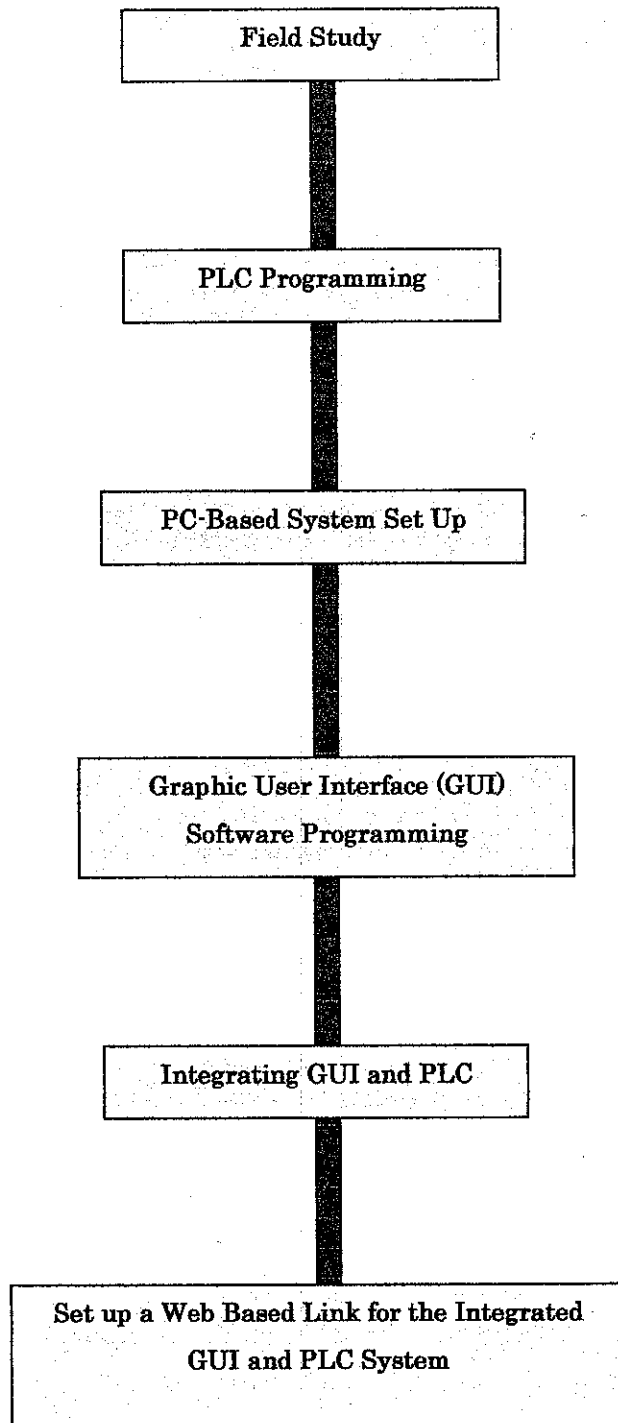 Field Study
PLC Programming
PC-Based System Set Up
Graphic User Interface (GUI)
Software Programming
Integrating GUI and PLC
Set up a Web Based Link for the Integrated
GUI and PLC System